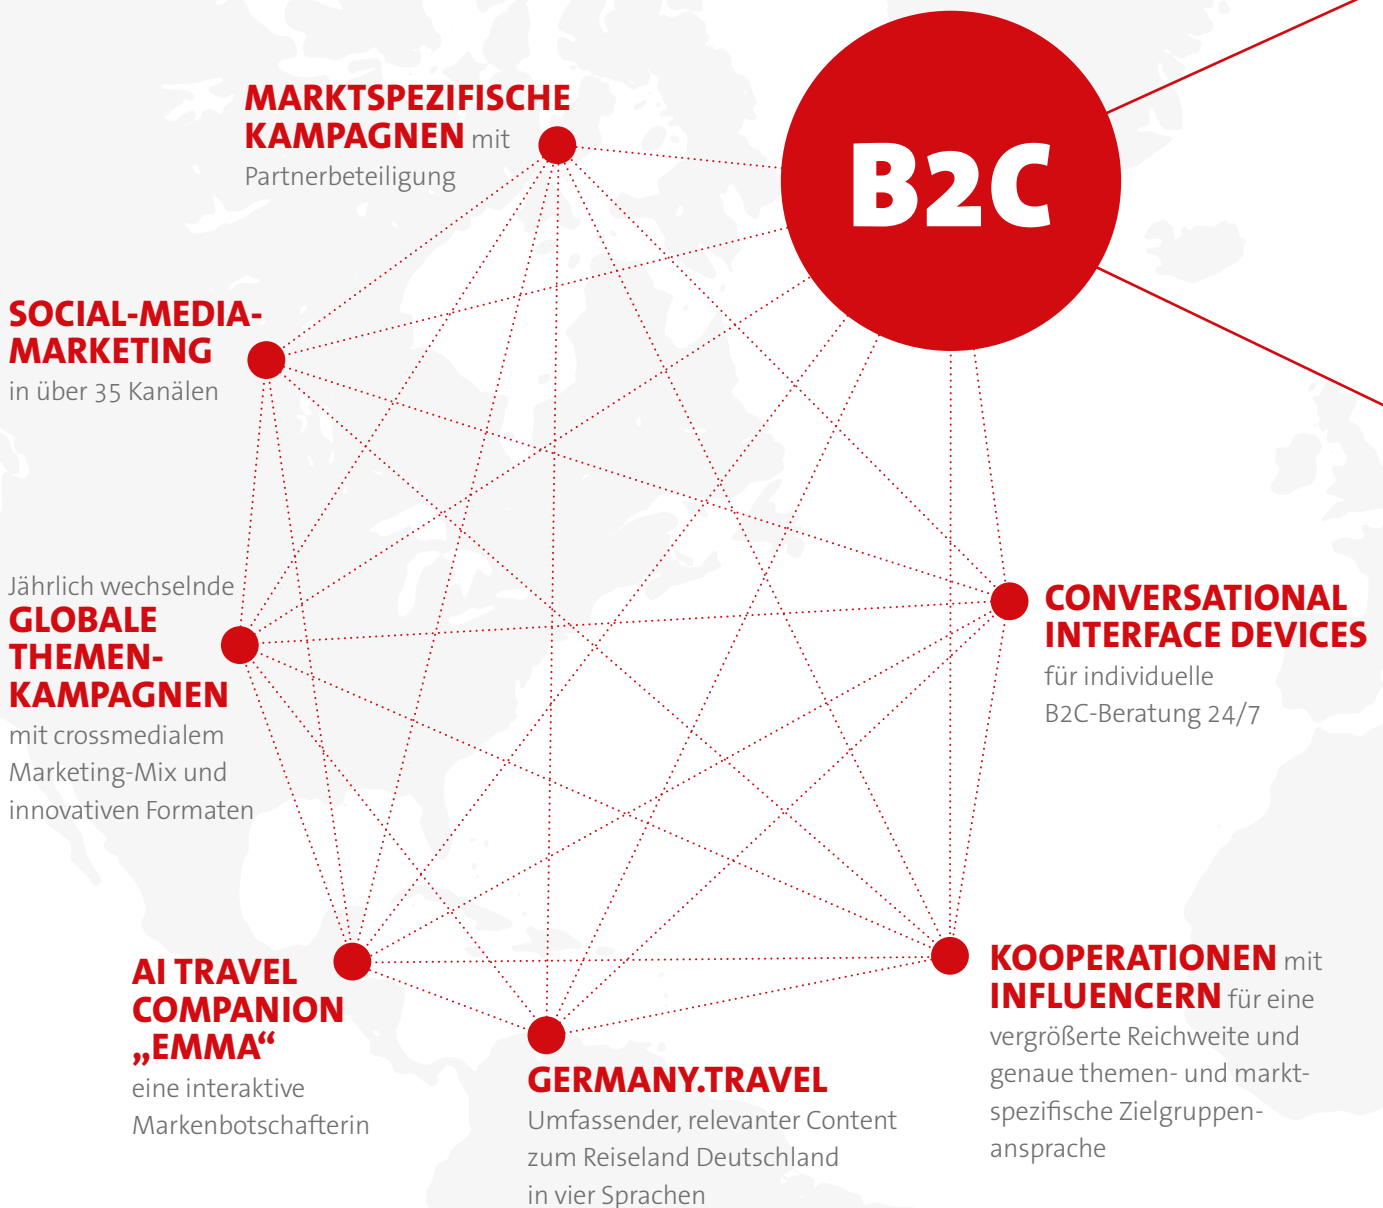 MARKTSPEZIFISCHE
KAMPAGNEN mit
Partnerbeteiligung
B2C
SOCIAL-MEDIA-
MARKETING
in über 35 Kanälen
Jährlich wechselnde
GLOBALE
THEMEN-
KAMPAGNEN
mit crossmedialem
Marketing-Mix und
innovativen Formaten
CONVERSATIONAL
INTERFACE DEVICES
für individuelle
B2C-Beratung 24/7
AI TRAVEL
COMPANION
„EMMA“
eine interaktive
Markenbotschafterin
GERMANY.TRAVEL
Umfassender, relevanter Content
zum Reiseland Deutschland
in vier Sprachen
KOOPERATIONEN mit
INFLUENCERN für eine
vergrößerte Reichweite und
genaue themen- und markt-
spezifische Zielgruppen-
ansprache